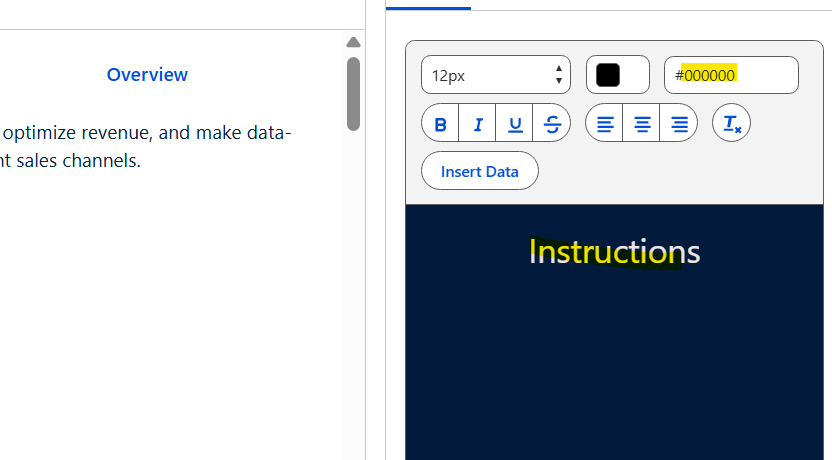 Overview
optimize revenue, and make data-
nt sales channels.
12px
#000000
B I U S
Insert Data
Instructions